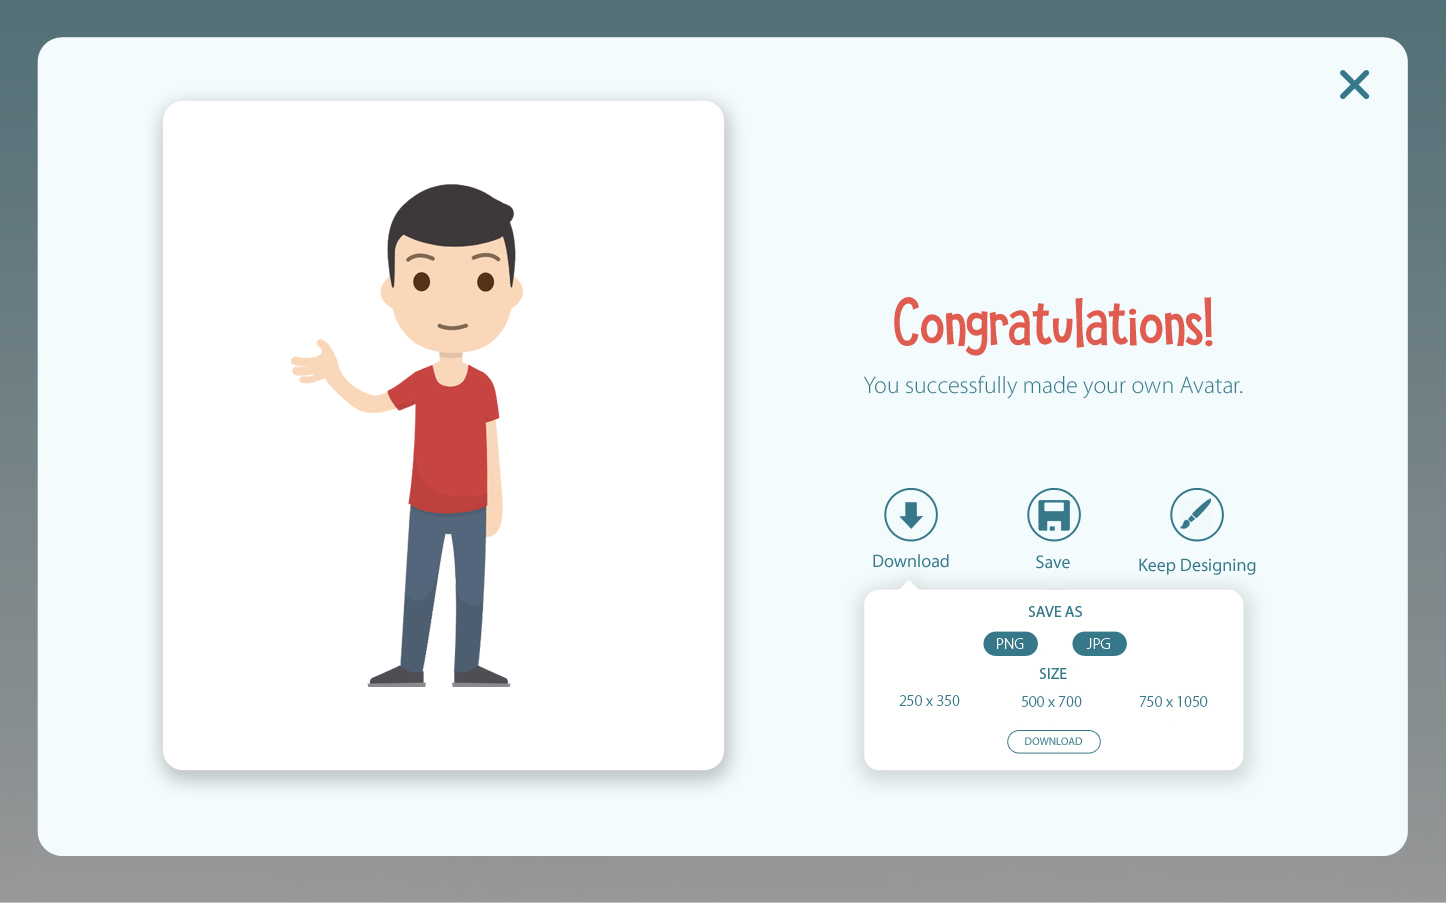 Congratulations!
You successfully made your own Avatar.
Download
Save
Keep Designing
SAVE AS
PNG JPG
SIZE
250 x 350 500 x 700 750 x 1050
DOWNLOAD